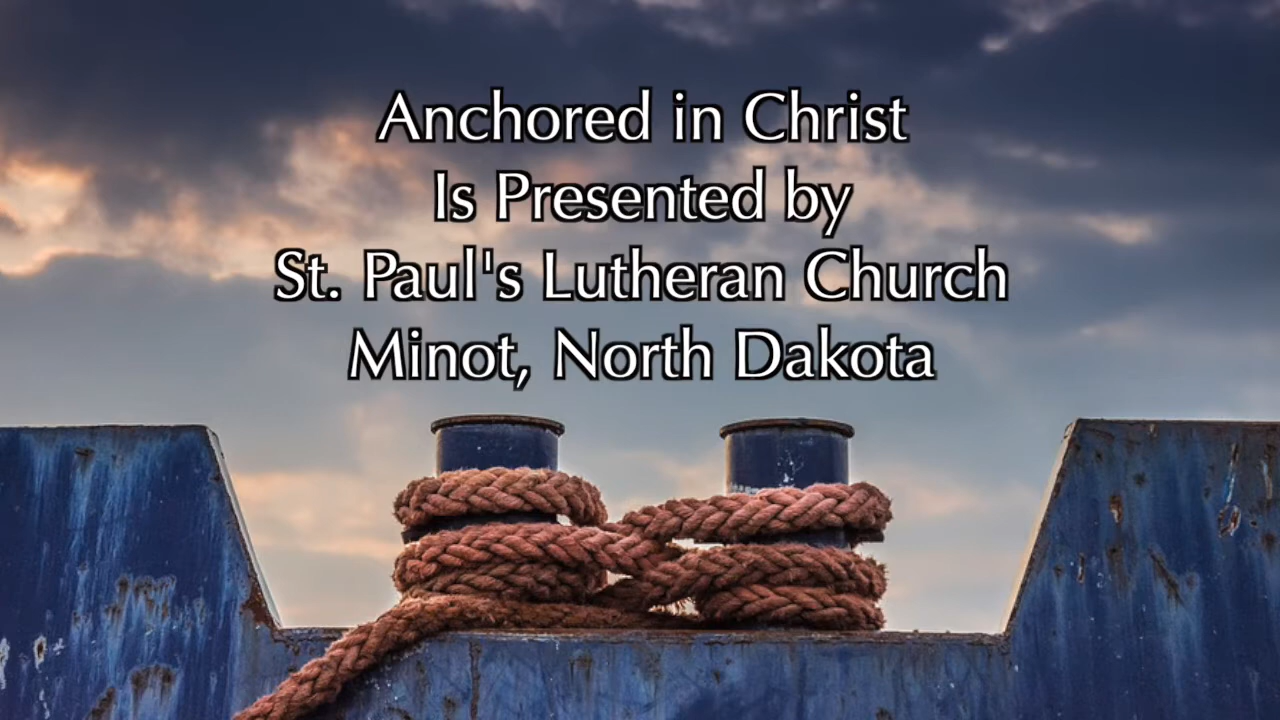 Anchored in Christ
Is Presented by
St. Paul's Lutheran Church
Minot, North Dakota